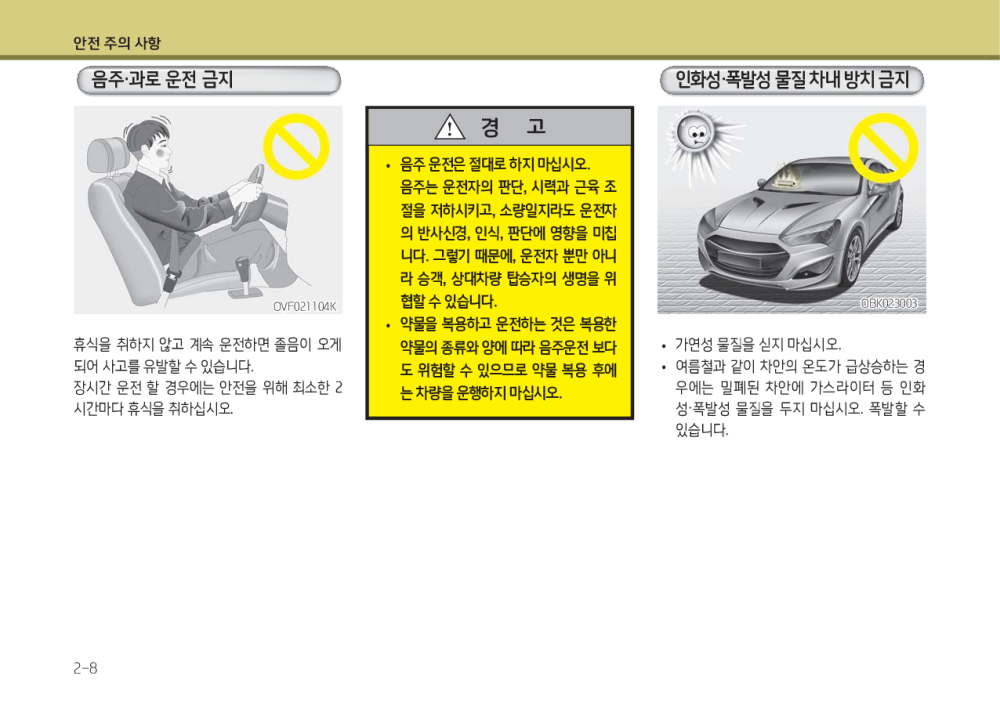 안전 주의 사항
음주·과로 운전 금지
OVF021104K
휴식을 취하지 않고 계속 운전하면 졸음이 오게
되어 사고를 유발할 수 있습니다.
장시간 운전 할 경우에는 안전을 위해 최소한 2
시간마다 휴식을 취하십시오.
경 고
• 음주 운전은 절대로 하지 마십시오.
음주는 운전자의 판단, 시력과 근육 조
절을 저하시키고, 소량일지라도 운전자
의 반사신경, 인식, 판단에 영향을 미칩
니다. 그렇기 때문에, 운전자 뿐만 아니
라 승객, 상대차량 탑승자의 생명을 위
협할 수 있습니다.
• 약물을 복용하고 운전하는 것은 복용한
약물의 종류와 양에 따라 음주운전 보다
도 위험할 수 있으므로 약물 복용 후에
는 차량을 운행하지 마십시오.
인화성·폭발성 물질 차내 방치 금지
OBK023003
• 가연성 물질을 싣지 마십시오.
• 여름철과 같이 차안의 온도가 급상승하는 경
우에는 밀폐된 차안에 가스라이터 등 인화
성·폭발성 물질을 두지 마십시오. 폭발할 수
있습니다.
2-8